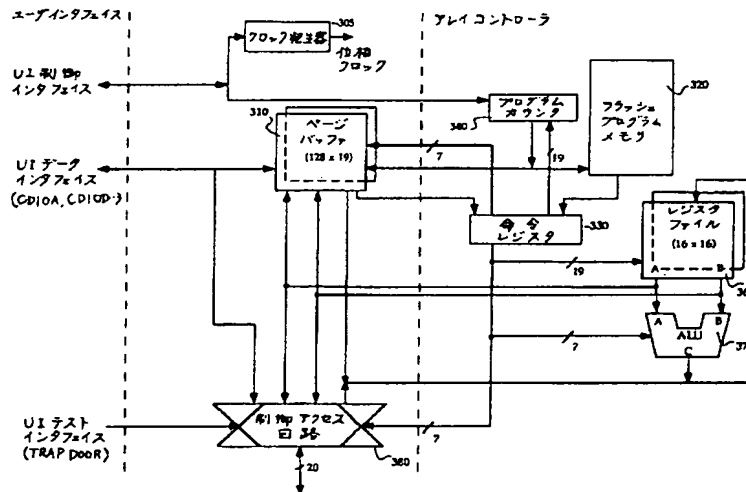 ユーザインタフェイス
アレイ コントローラ
305
クロック発生器
位相
クロック
UI 制御
インタフェイス
310
ページ
バッファ
(128 x 19)
340
プログラム
カウンタ
320
フラッシュ
プログラム
メモリ
7
19
UI データ
インタフェイス
(CDIOA, CDIOD
命令
レジスタ
330
レジスタ
ファイル
(16 x 16)
A
B
19
36
A
B
ALU
C
37
7
UI テスト
インタフェイス
(TRAP DOOR)
制御アクセス
回路
380
7
20